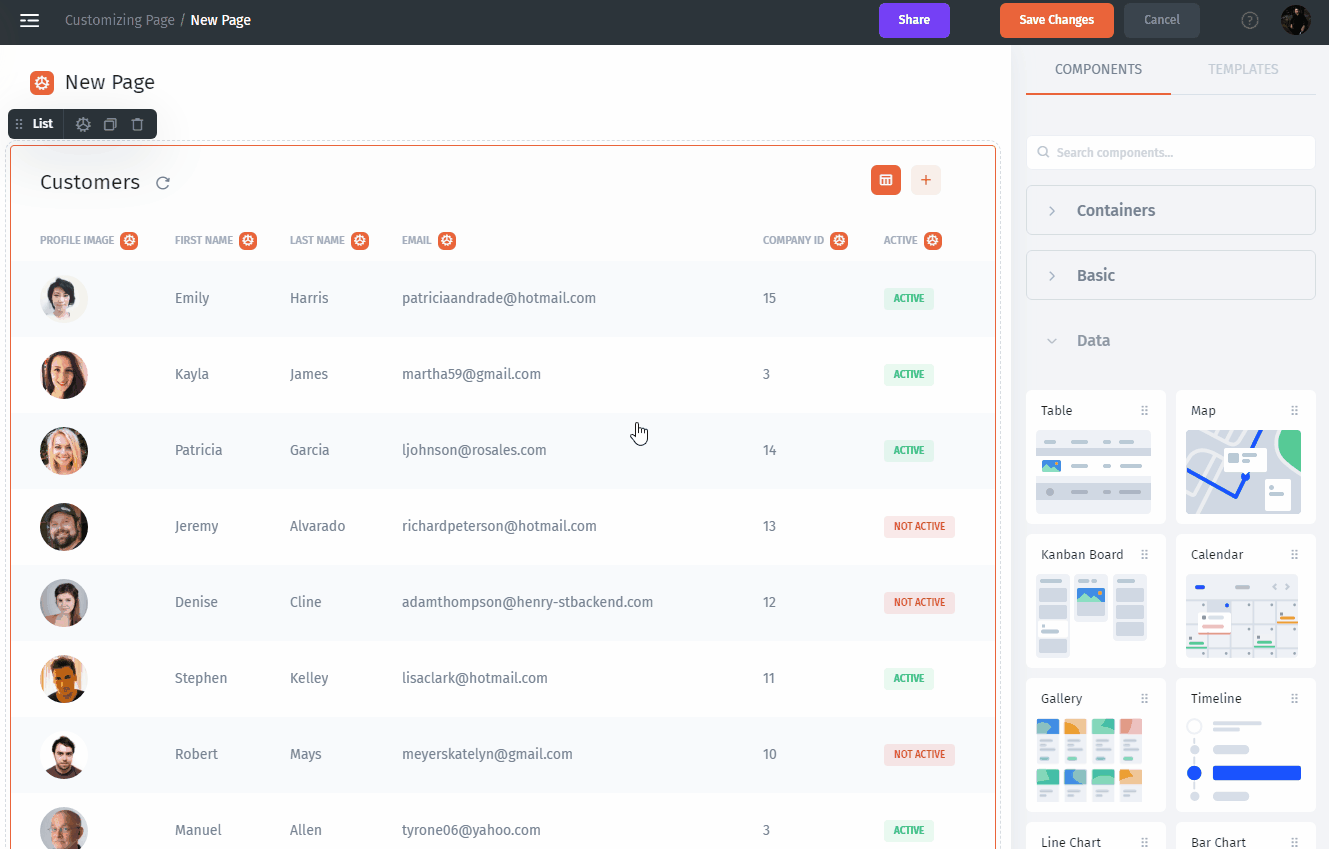 Customizing Page / New Page
Share
Save Changes
Cancel
?
New Page
List
Customers
+
PROFILE IMAGE FIRST NAME LAST NAME EMAIL COMPANY ID ACTIVE
Emily Harris patriciaandrade@hotmail.com 15 ACTIVE
Kayla James martha59@gmail.com 3 ACTIVE
Patricia Garcia ljohnson@rosales.com 14 ACTIVE
Jeremy Alvarado richardpeterson@hotmail.com 13 NOT ACTIVE
Denise Cline adamthompson@henry-stbackend.com 12 NOT ACTIVE
Stephen Kelley lisaclark@hotmail.com 11 ACTIVE
Robert Mays meyerskatelyn@gmail.com 10 NOT ACTIVE
Manuel Allen tyrone06@yahoo.com 3 ACTIVE
COMPONENTS TEMPLATES
Search components...
Containers
Basic
Data
Table Map
Kanban Board Calendar
Gallery Timeline
Line Chart Bar Chart